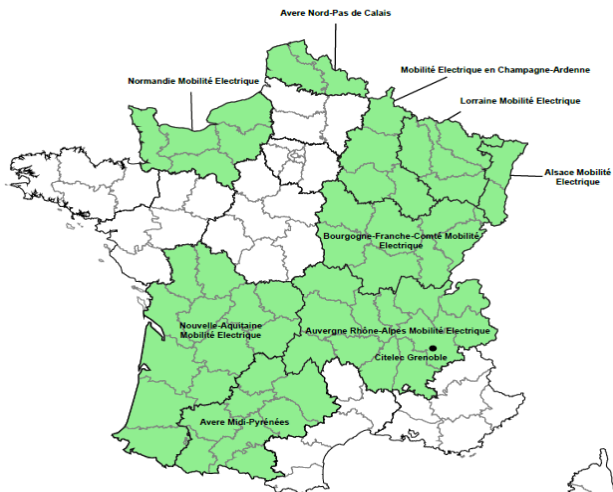 Avere Nord-Pas de Calais
Normandie Mobilité Electrique
Mobilité Electrique en Champagne-Ardenne
Lorraine Mobilité Electrique
Alsace Mobilité
Electrique
Bourgogne-Franche-Comté Mobilité
Electrique
Nouvelle-Aquitaine
Mobilité Electrique
Auvergne Rhône-Alpes Mobilité Electrique
Citelec Grenoble
Avere Midi-Pyrénées